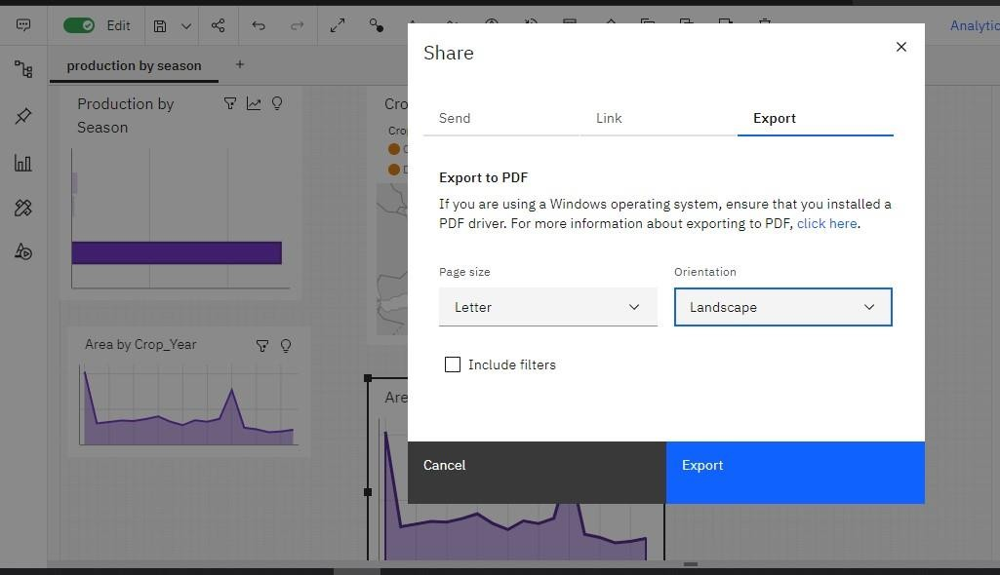 Edit
Analytic
production by season
+
Production by
Season
Cro
Cro
Area by Crop_Year
Are
Share
Send
Link
Export
Export to PDF
If you are using a Windows operating system, ensure that you installed a
PDF driver. For more information about exporting to PDF, click here.
Page size
Orientation
Letter
Landscape
Include filters
Cancel
Export